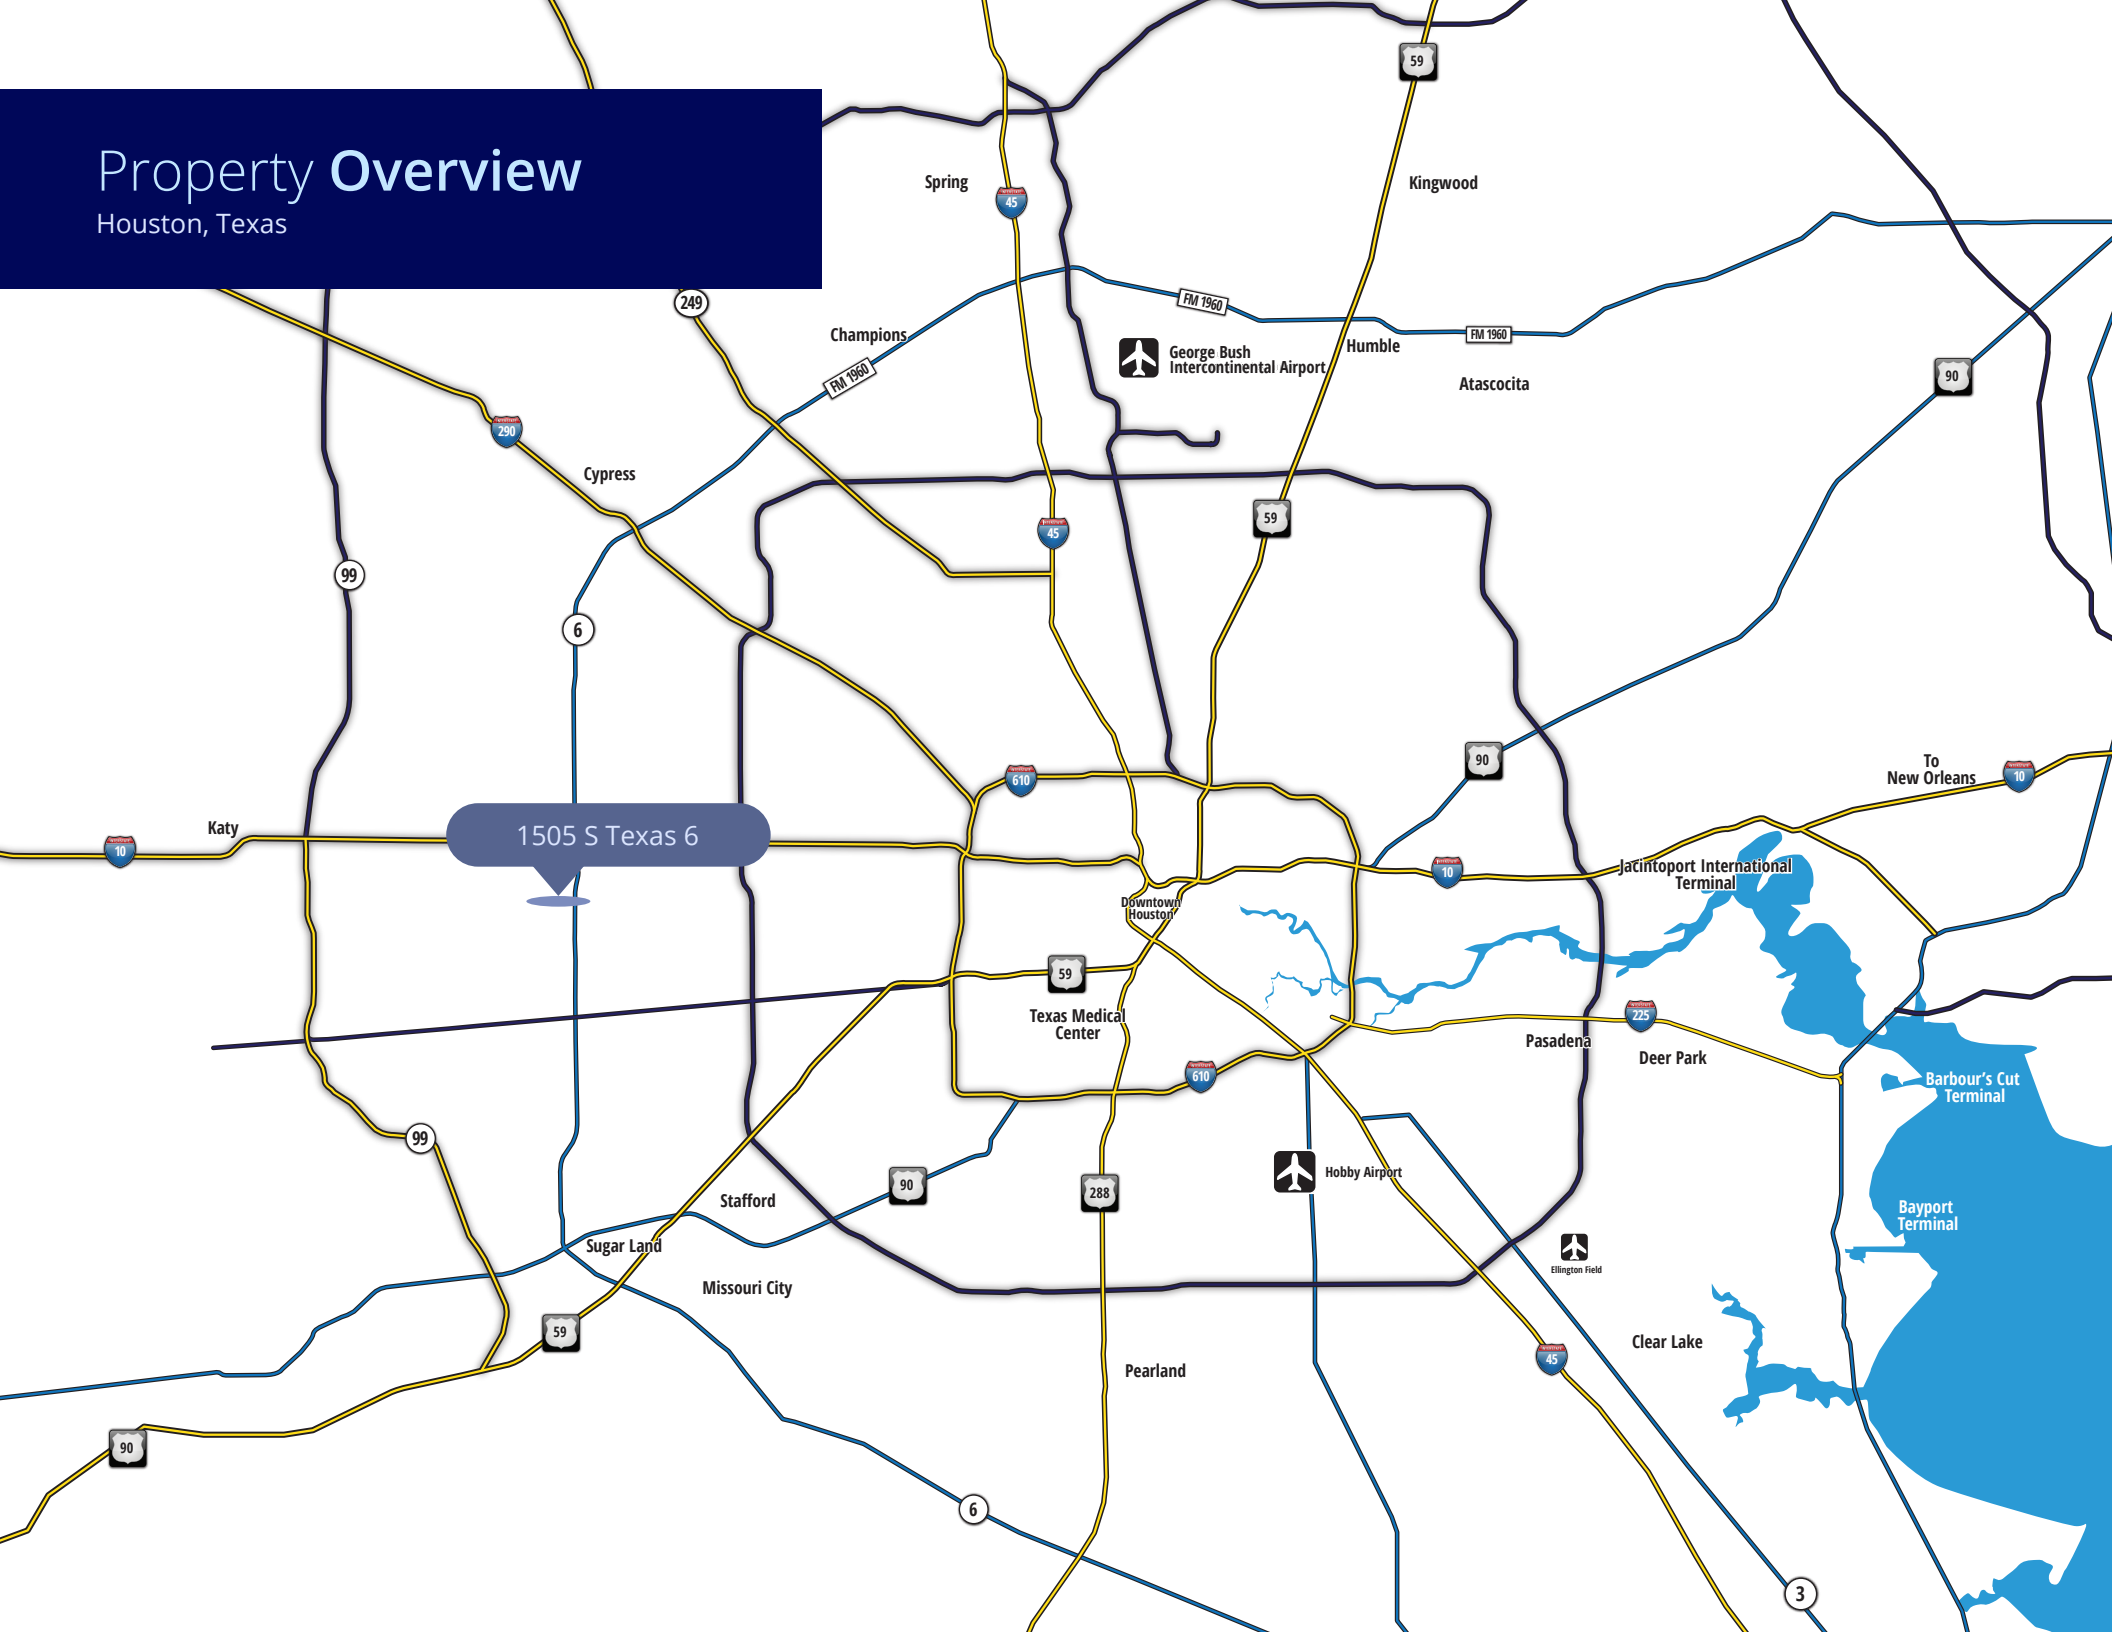 Property Overview
Houston, Texas
59
Spring
45
Kingwood
249
FM 1960
FM 1960
Champions
George Bush
Intercontinental Airport
Humble
FM 1960
Atascocita
90
290
Cypress
59
45
99
6
90
610
To
New Orleans
10
Katy
10
1505 S Texas 6
10
Jacintoport International
Terminal
Downtown
Houston
59
Texas Medical
Center
225
Pasadena
Deer Park
610
Barbour's Cut
Terminal
99
90
288
Hobby Airport
Stafford
Bayport
Terminal
Sugar Land
Ellington Field
Missouri City
59
45
Clear Lake
Pearland
90
6
3